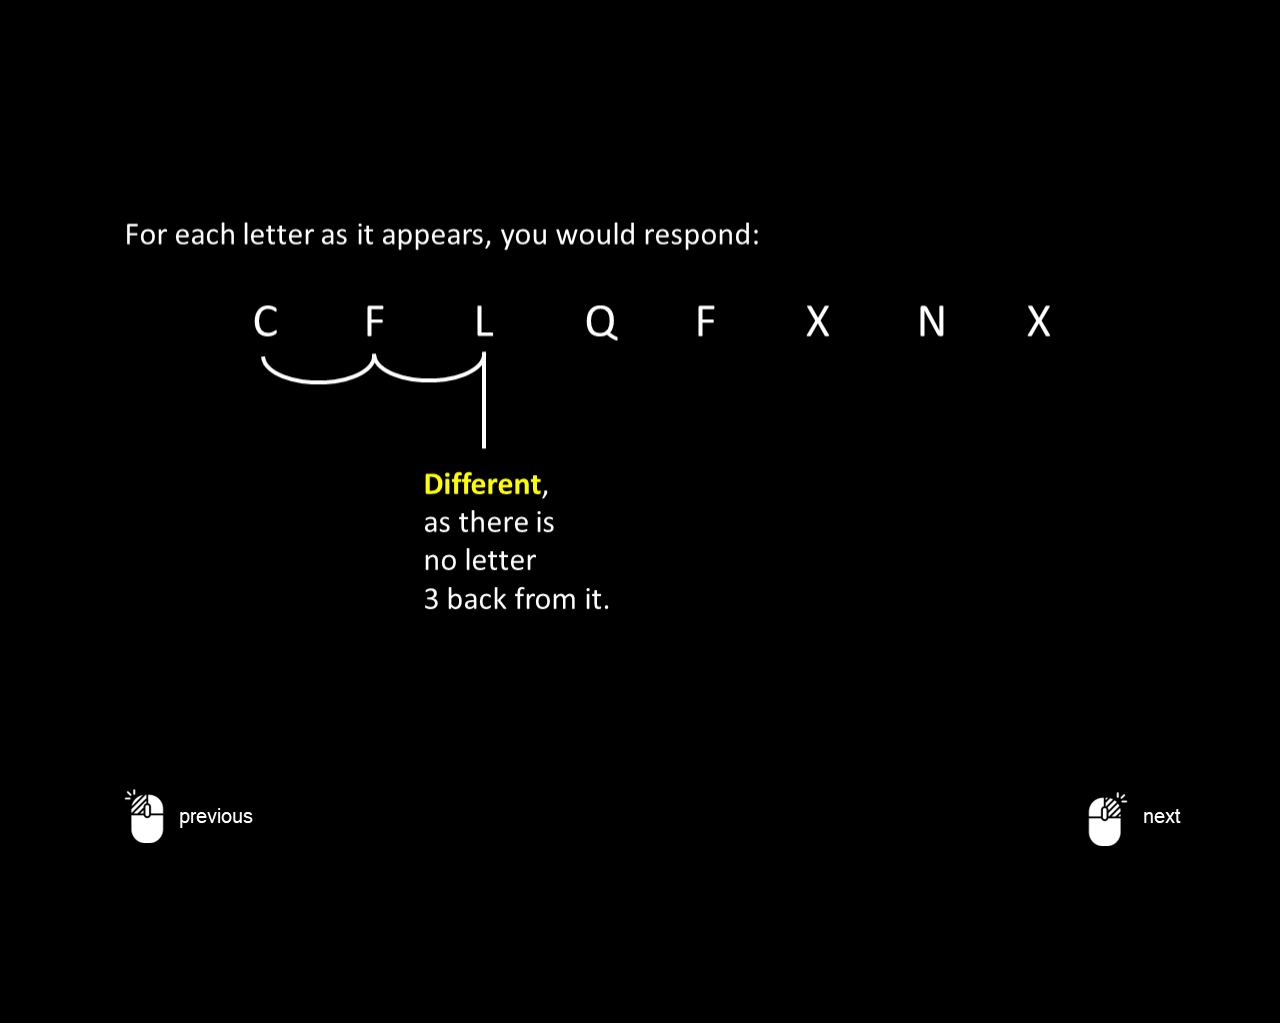 For each letter as it appears, you would respond:
C F L Q F X N X
Different,
as there is
no letter
3 back from it.
previous
next